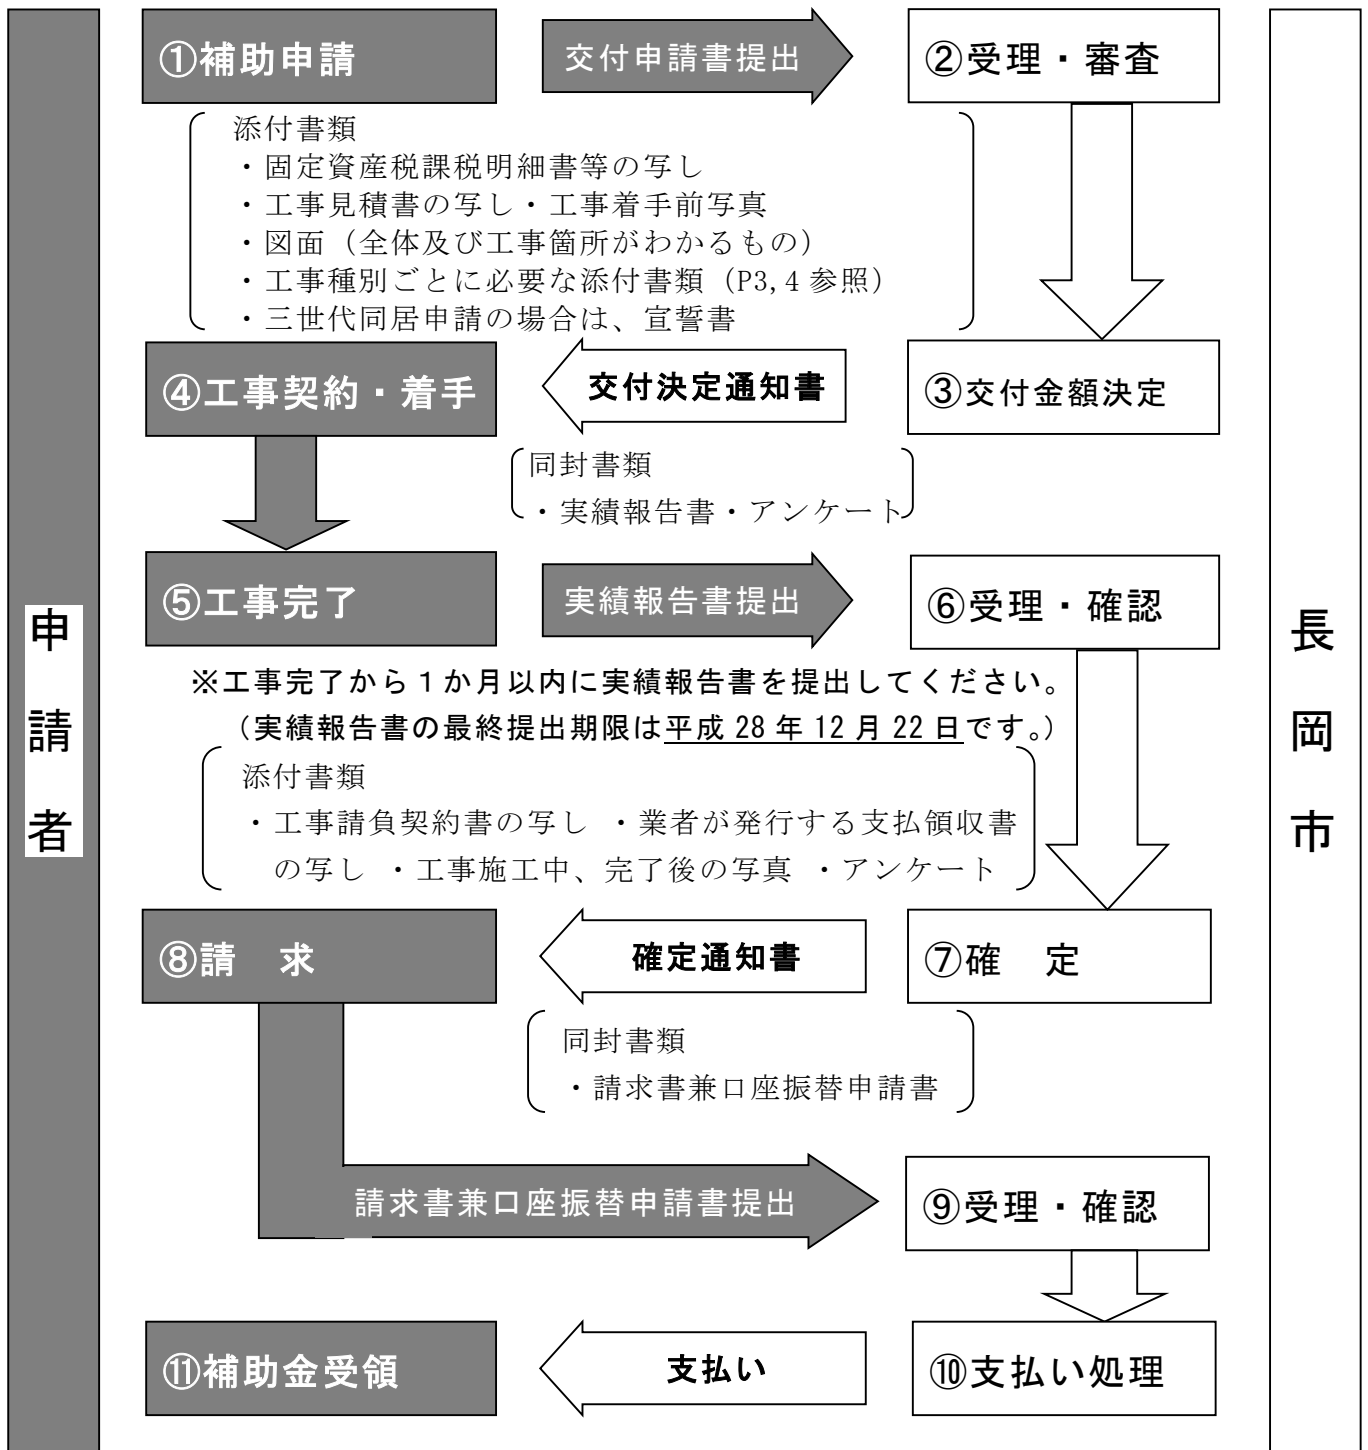 ①補助申請
交付申請書提出
②受理・審査
添付書類
・固定資産税課税明細書等の写し
・工事見積書の写し・工事着手前写真
・図面（全体及び工事箇所がわかるもの）
・工事種別ごとに必要な添付書類（P3,4 参照）
・三世代同居申請の場合は、宣誓書
④工事契約・着手
交付決定通知書
③交付金額決定
同封書類
・実績報告書・アンケート
⑤工事完了
実績報告書提出
⑥受理・確認
※工事完了から１か月以内に実績報告書を提出してください。
（実績報告書の最終提出期限は平成 28 年 12 月 22 日です。）
添付書類
・工事請負契約書の写し ・業者が発行する支払領収書
の写し ・工事施工中、完了後の写真 ・アンケート
⑧請　求
確定通知書
⑦確　定
同封書類
・請求書兼口座振替申請書
請求書兼口座振替申請書提出
⑨受理・確認
⑪補助金受領
支払い
⑩支払い処理
申請者
長岡市